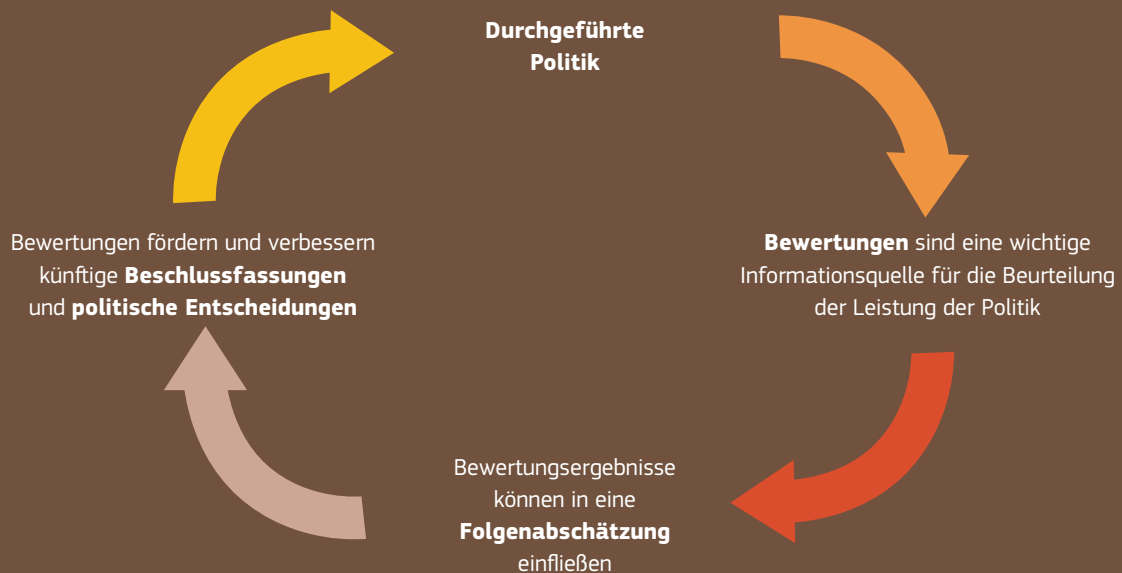 Durchgeführte
Politik
Bewertungen sind eine wichtige
Informationsquelle für die Beurteilung
der Leistung der Politik
Bewertungsergebnisse
können in eine
Folgenabschätzung
einfließen
Bewertungen fördern und verbessern
künftige Beschlussfassungen
und politische Entscheidungen